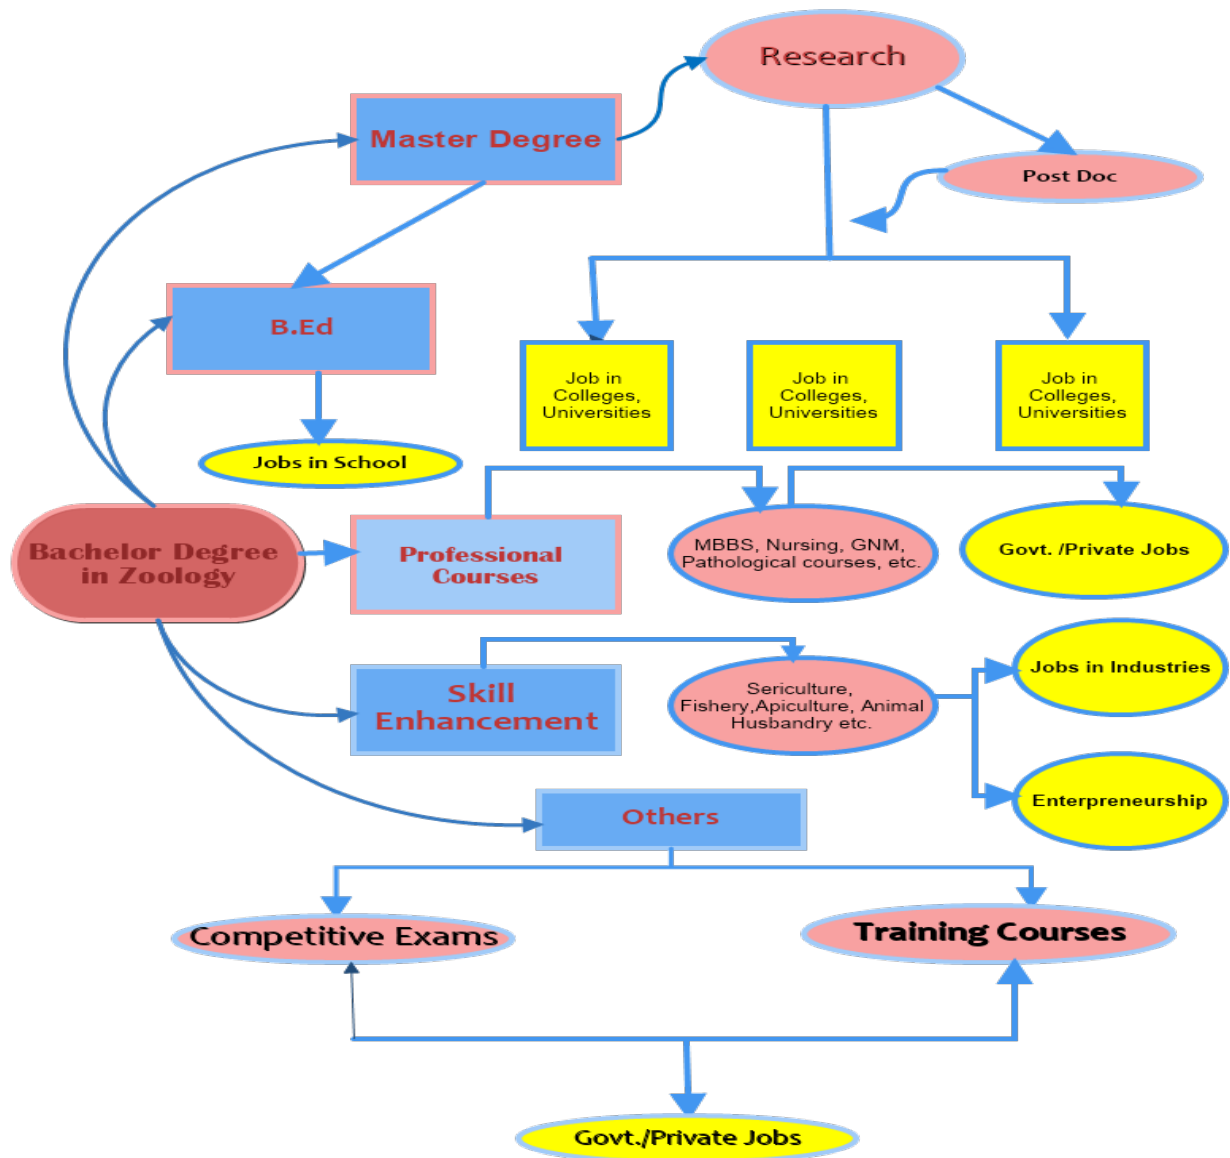 Research
Master Degree
Post Doc
B.Ed
Job in
Colleges,
Universities
Job in
Colleges,
Universities
Job in
Colleges,
Universities
Jobs in School
Bachelor Degree
in Zoology
Professional
Courses
MBBS, Nursing, GNM,
Pathological courses, etc.
Govt. /Private Jobs
Skill
Enhancement
Sericulture,
Fishery,Apiculture, Animal
Husbandry etc.
Jobs in Industries
Enterpreneurship
Others
Competitive Exams
Training Courses
Govt./Private Jobs